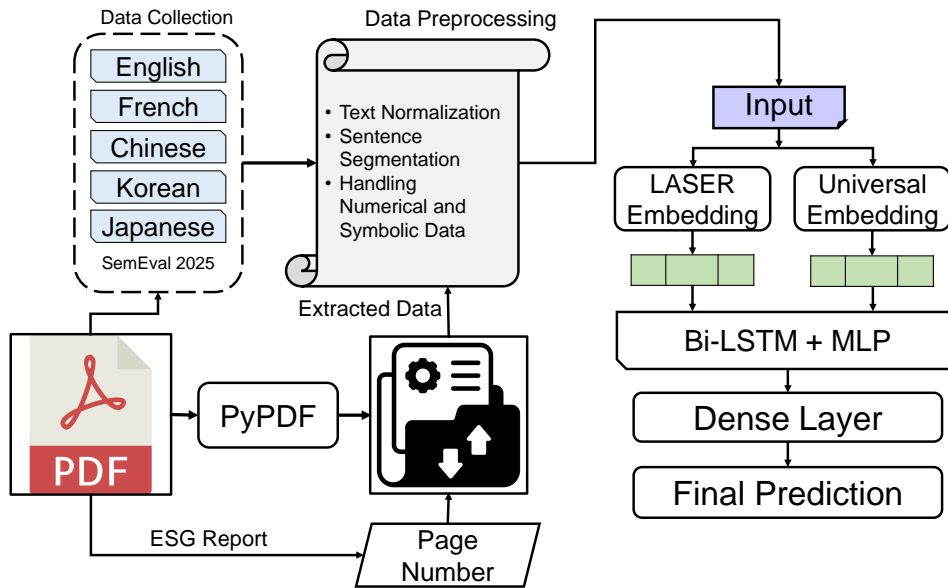 Data Collection
English
French
Chinese
Korean
Japanese
SemEval 2025
Data Preprocessing
• Text Normalization
• Sentence
Segmentation
• Handling
Numerical and
Symbolic Data
Extracted Data
PDF
PyPDF
ESG Report
Page
Number
Input
LASER
Embedding
Universal
Embedding
Bi-LSTM + MLP
Dense Layer
Final Prediction